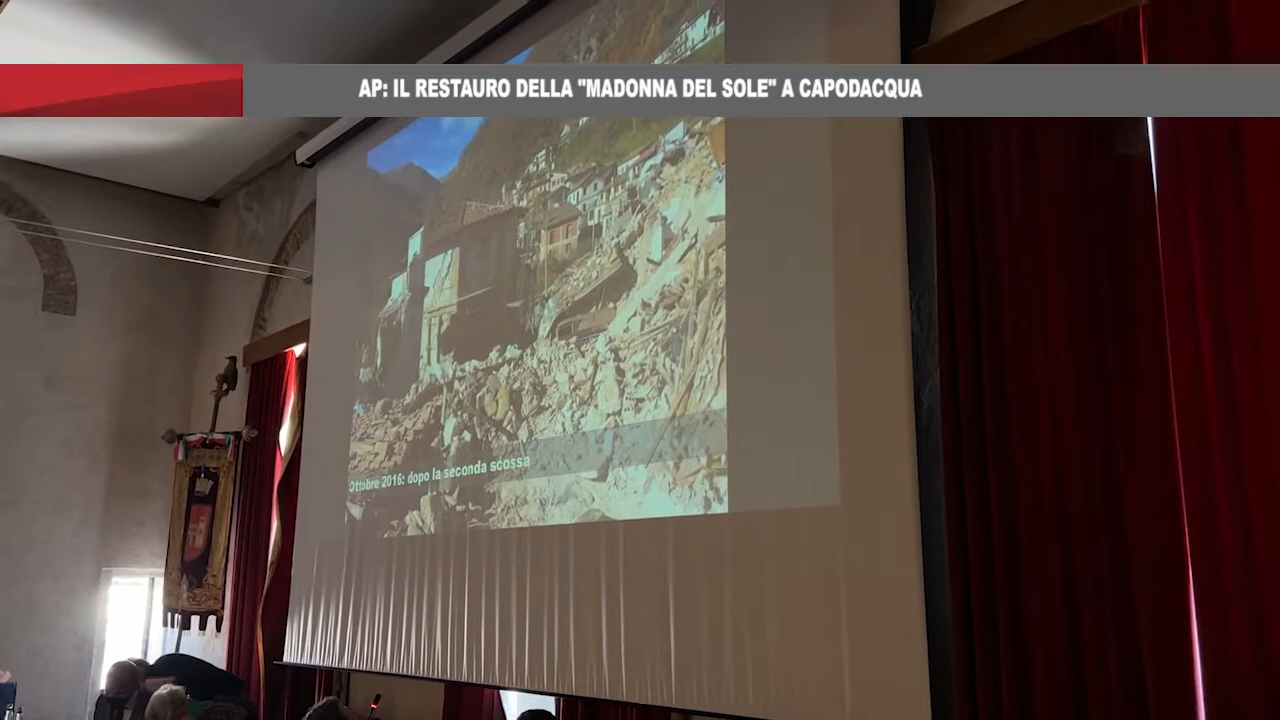 AP: IL RESTAURO DELLA "MADONNA DEL SOLE" A CAPODACQUA
Ottobre 2016: dopo la seconda scossa